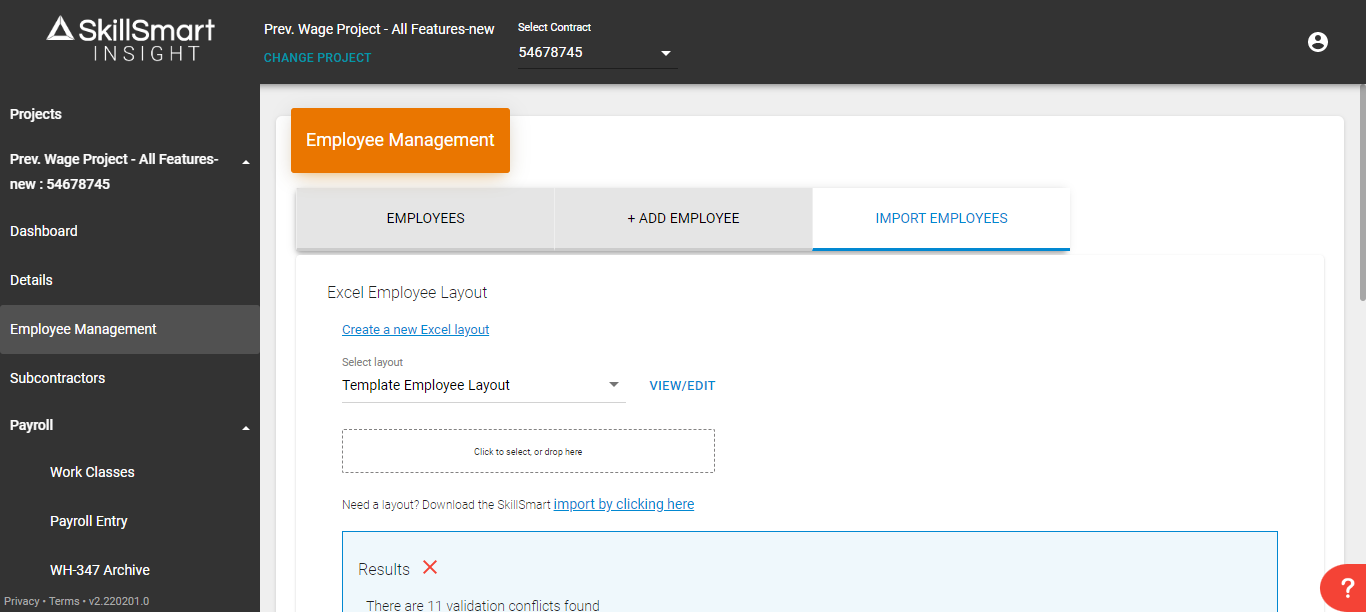 SkillSmart
INSIGHT
Prev. Wage Project - All Features-new
CHANGE PROJECT
Select Contract
54678745
Projects
Prev. Wage Project - All Features-
new : 54678745
Dashboard
Details
Employee Management
Subcontractors
Payroll
Work Classes
Payroll Entry
WH-347 Archive
Privacy • Terms • v2.220201.0
Employee Management
EMPLOYEES
+ ADD EMPLOYEE
IMPORT EMPLOYEES
Excel Employee Layout
Create a new Excel layout
Select layout
Template Employee Layout
VIEW/EDIT
Click to select, or drop here
Need a layout? Download the SkillSmart import by clicking here
Results
There are 11 validation conflicts found
?